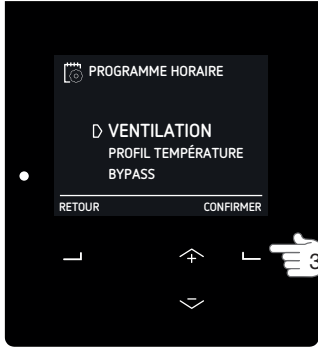 PROGRAMME HORAIRE
VENTILATION
PROFIL TEMPÉRATURE
BYPASS
RETOUR CONFIRMER
3